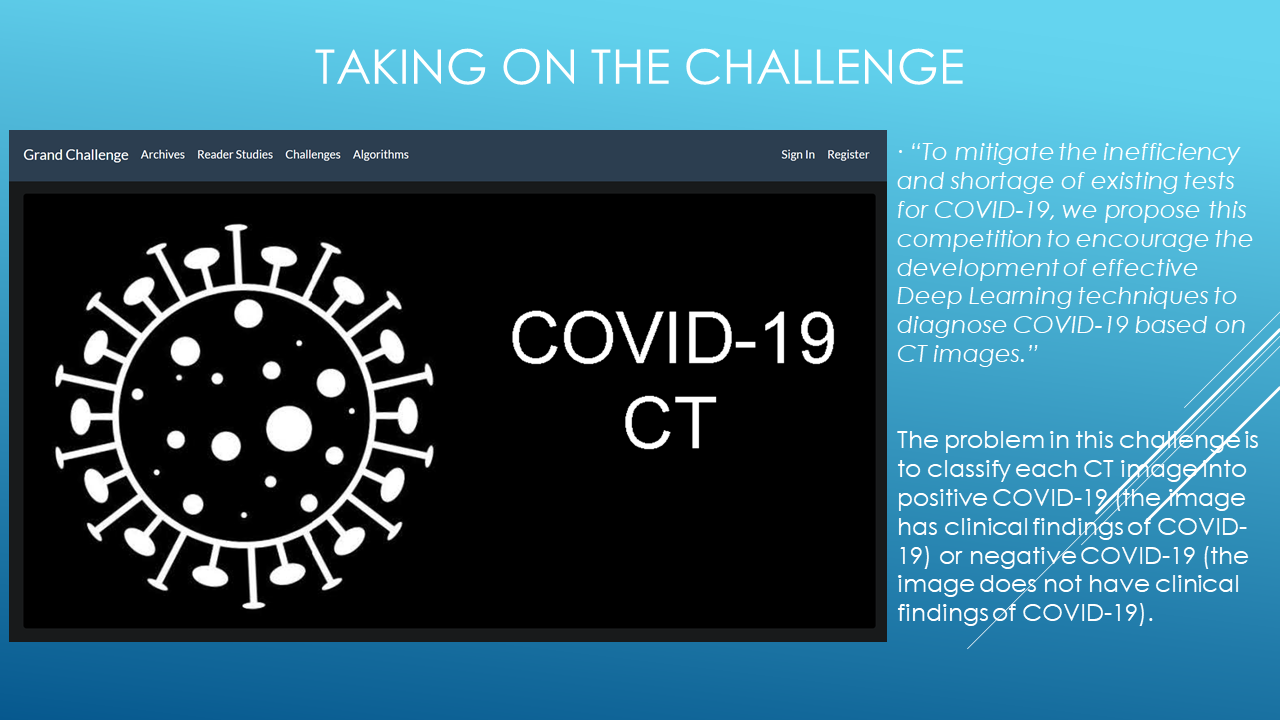 TAKING ON THE CHALLENGE
Grand Challenge Archives Reader Studies Challenges Algorithms Sign In Register
COVID-19
CT
· “To mitigate the inefficiency
and shortage of existing tests
for COVID-19, we propose this
competition to encourage the
development of effective
Deep Learning techniques to
diagnose COVID-19 based on
CT images.”
The problem in this challenge is
to classify each CT image into
positive COVID-19 (the image
has clinical findings of COVID-
19) or negative COVID-19 (the
image does not have clinical
findings of COVID-19).